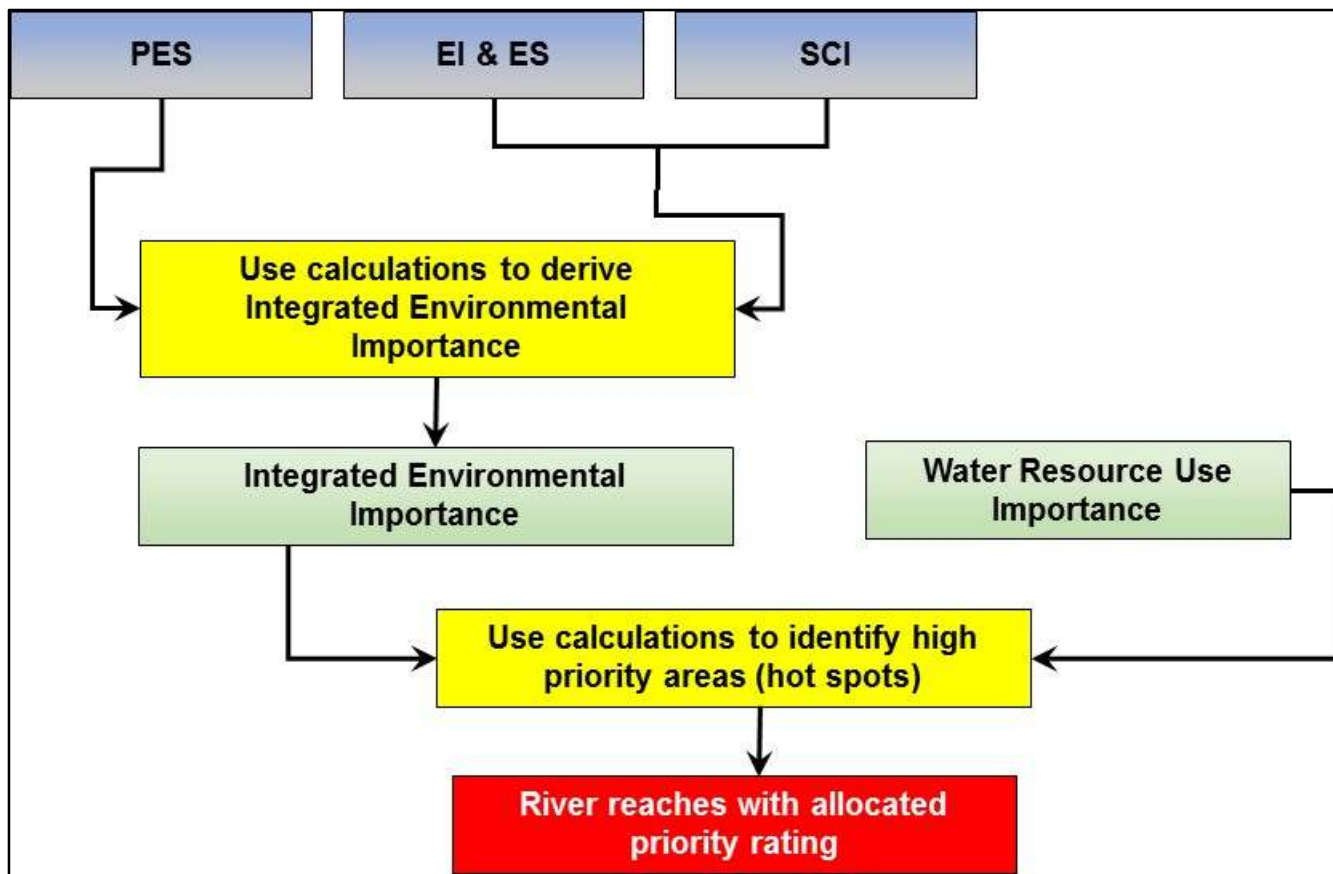 PES
EI & ES
SCI
Use calculations to derive
Integrated Environmental
Importance
Integrated Environmental
Importance
Water Resource Use
Importance
Use calculations to identify high
priority areas (hot spots)
River reaches with allocated
priority rating